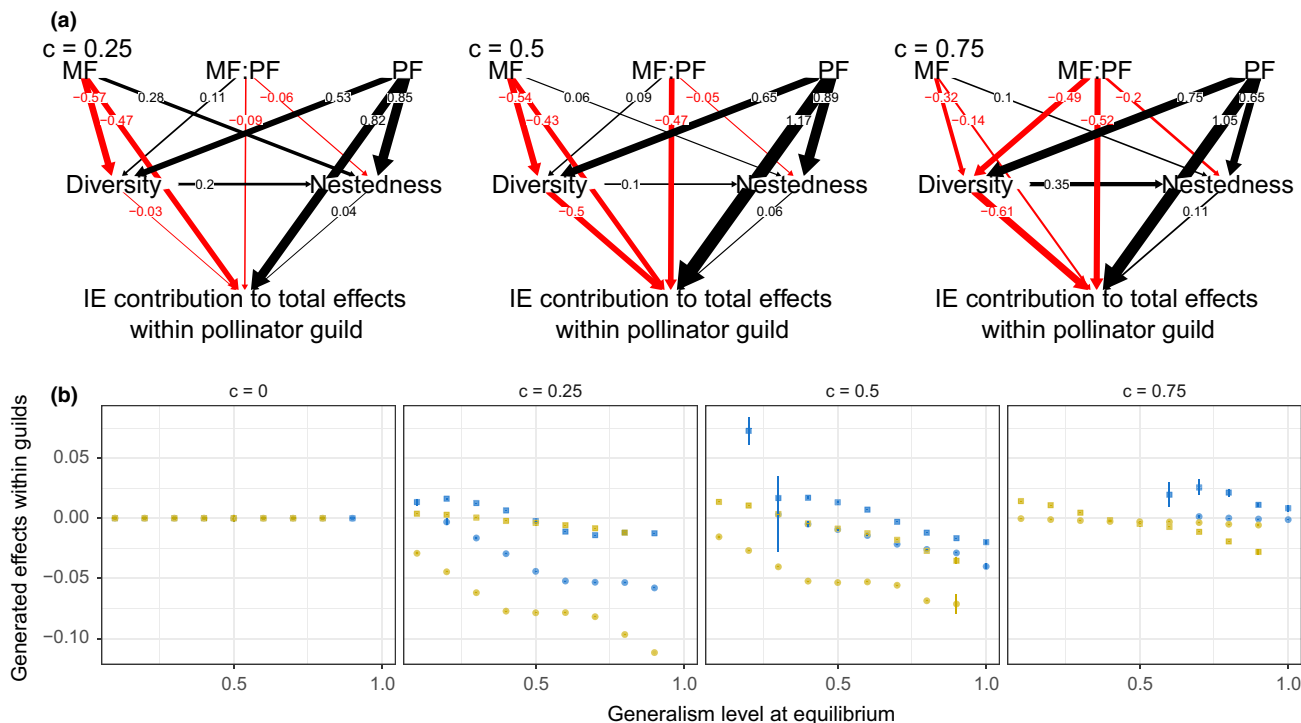 (a)
c = 0.25
MF
MF:PF
PF
−0.57
0.28
0.11
−0.06
0.53
0.85
−0.47
−0.09
0.82
Diversity
0.2
Nestedness
−0.03
0.04
IE contribution to total effects
within pollinator guild
c = 0.5
MF
MF:PF
PF
−0.54
0.06
0.09
−0.05
0.65
0.89
−0.43
−0.47
1.17
Diversity
0.1
Nestedness
−0.5
0.06
IE contribution to total effects
within pollinator guild
c = 0.75
MF
MF:PF
PF
−0.32
0.1
−0.49
−0.2
0.75
0.65
−0.14
−0.52
1.05
Diversity
0.35
Nestedness
−0.61
0.11
IE contribution to total effects
within pollinator guild
(b)
c = 0
c = 0.25
c = 0.5
c = 0.75
Generated effects within guilds
0.05
0.00
−0.05
−0.10
0.5
1.0
0.5
1.0
0.5
1.0
0.5
1.0
Generalism level at equilibrium